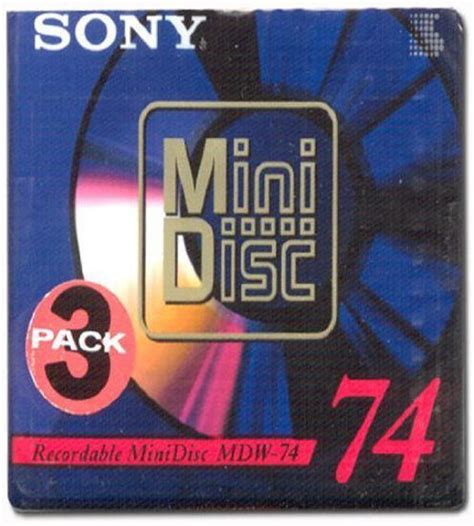 SONY
Mini
Disc
3
PACK
74
Recordable MiniDisc MDW-74